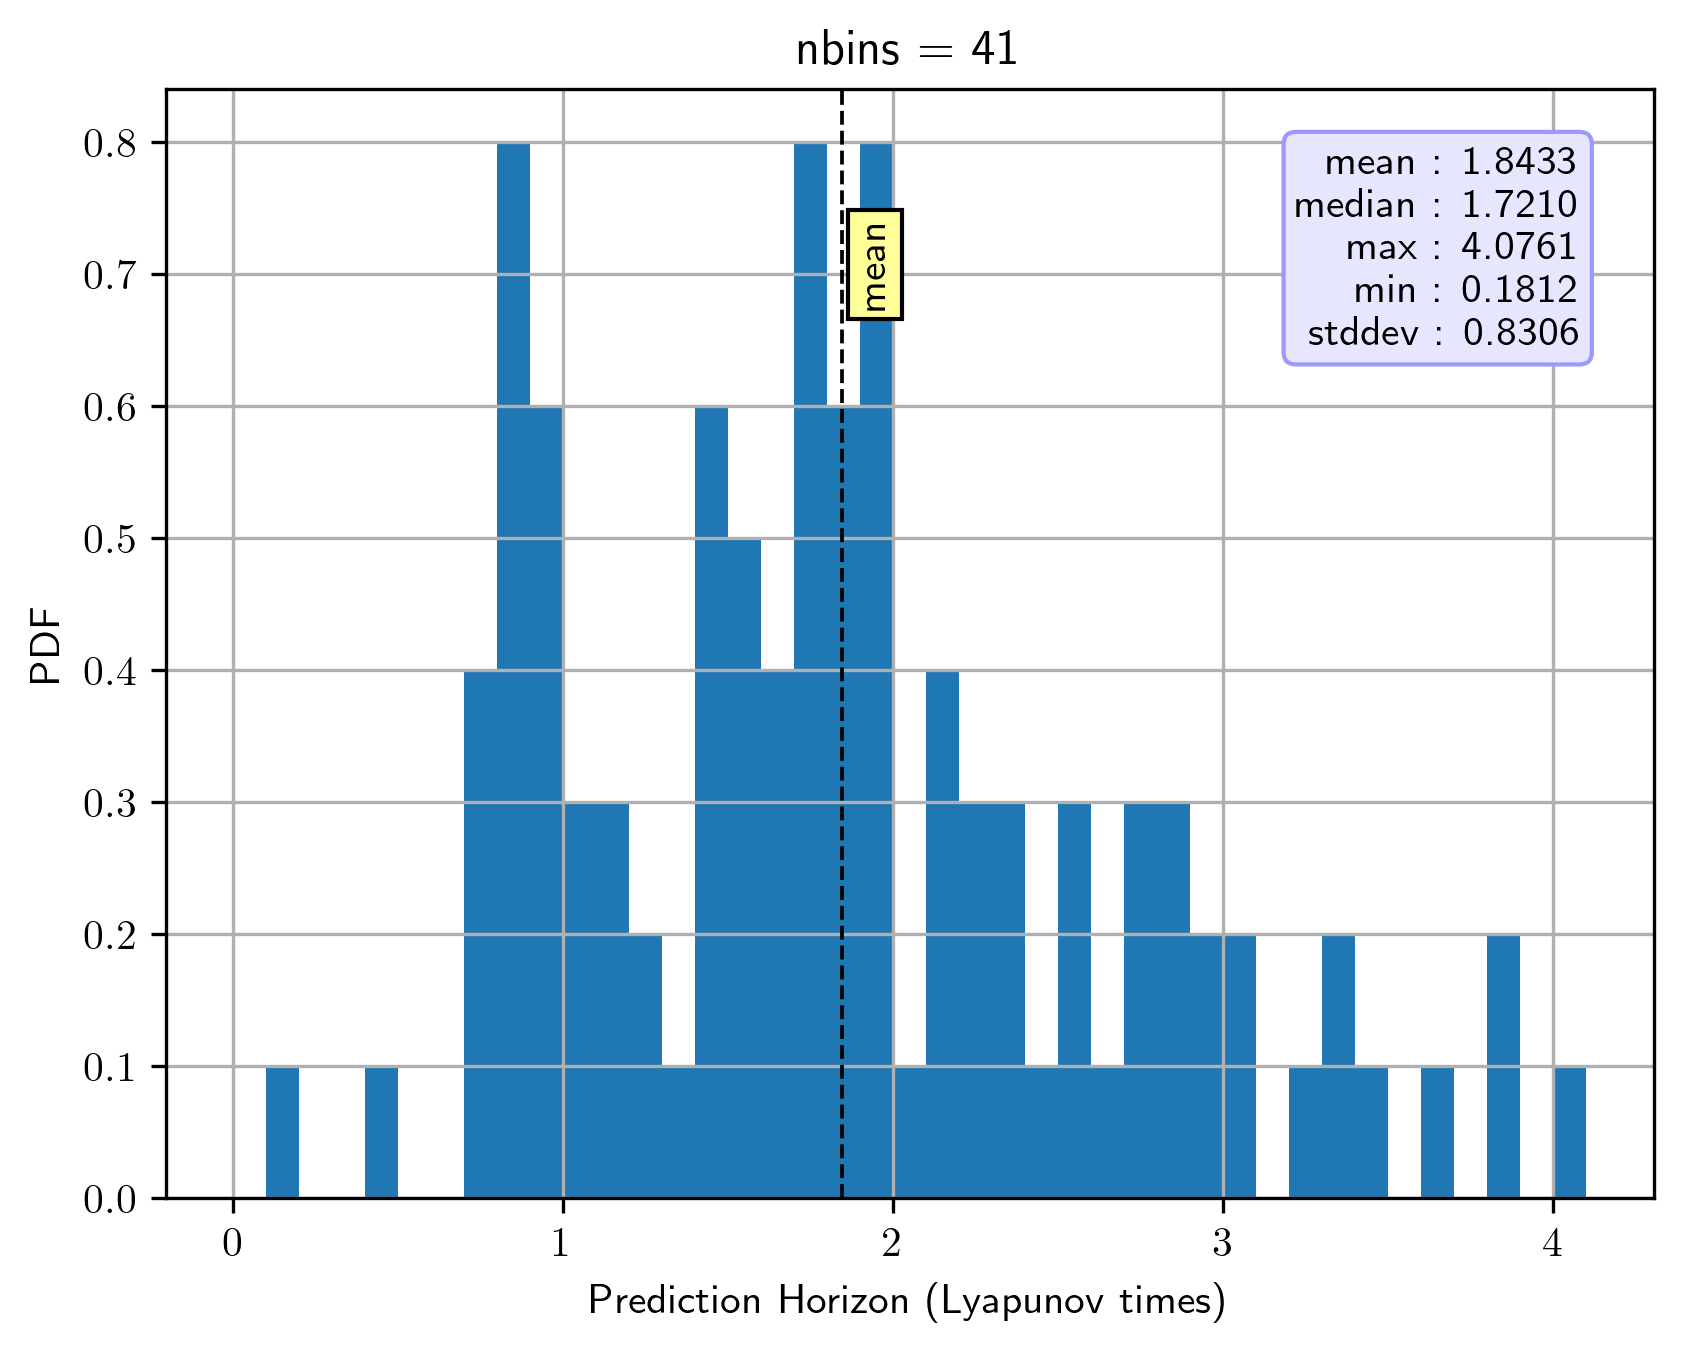 nbins = 41
0.8
0.7
0.6
0.5
0.4
0.3
0.2
0.1
0.0
PDF
mean
mean : 1.8433
median : 1.7210
max : 4.0761
min : 0.1812
stddev : 0.8306
0 1 2 3 4
Prediction Horizon (Lyapunov times)